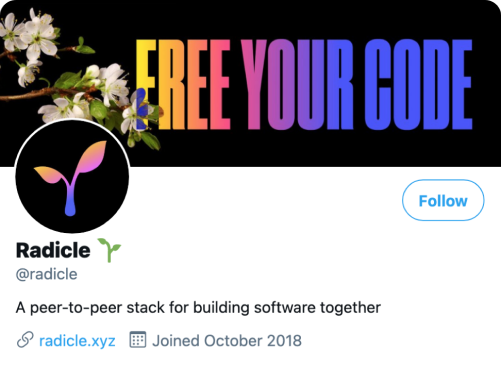 FREE YOUR CODE
Follow
Radicle 🌱
@radicle
A peer-to-peer stack for building software together
radicle.xyz Joined October 2018